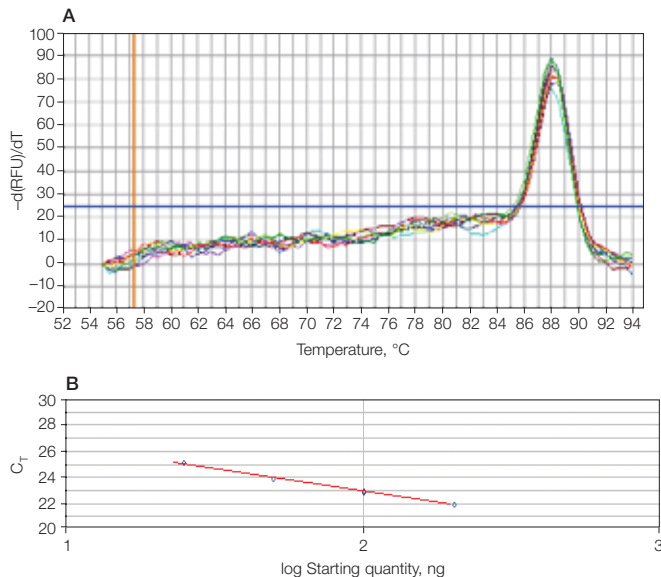 A
100
90
80
70
60
50
40
30
20
10
0
–10
–20
–d(RFU)/dT
52 54 56 58 60 62 64 66 68 70 72 74 76 78 80 82 84 86 88 90 92 94
Temperature, °C
B
30
28
26
24
22
20
C_T
1 2 3
log Starting quantity, ng